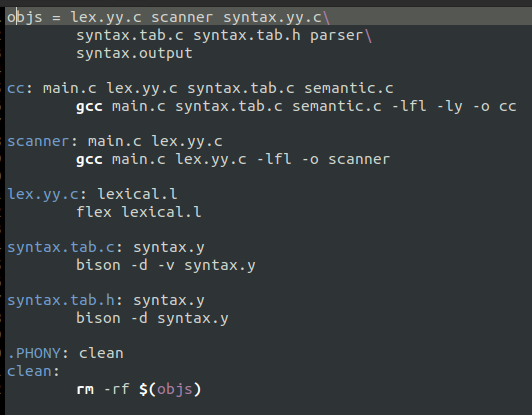 objs = lex.yy.c scanner syntax.yy.c\
syntax.tab.c syntax.tab.h parser\
syntax.output
cc: main.c lex.yy.c syntax.tab.c semantic.c
gcc main.c syntax.tab.c semantic.c -lfl -ly -o cc
scanner: main.c lex.yy.c
gcc main.c lex.yy.c -lfl -o scanner
lex.yy.c: lexical.l
flex lexical.l
syntax.tab.c: syntax.y
bison -d -v syntax.y
syntax.tab.h: syntax.y
bison -d syntax.y
.PHONY: clean
clean:
rm -rf $(objs)